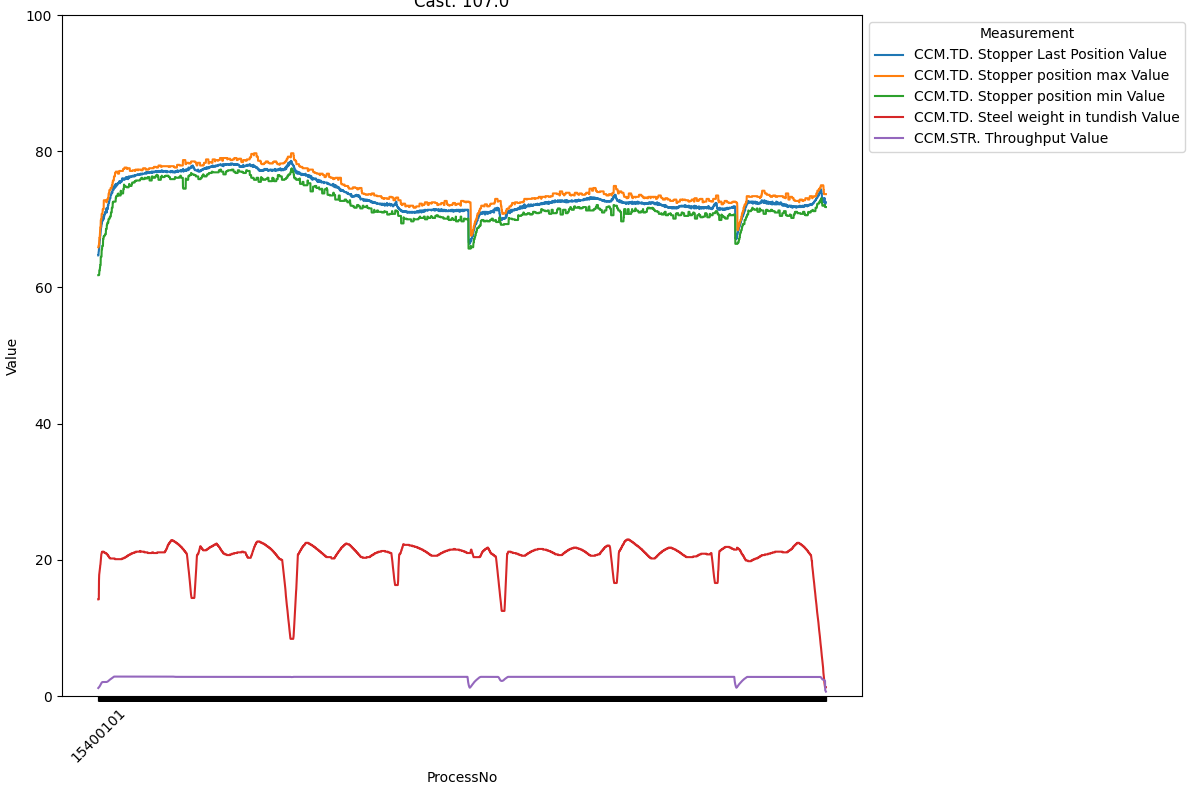 Cast: 107.0
100
80
60
40
20
0
Value
15400101
ProcessNo
Measurement
CCM.TD. Stopper Last Position Value
CCM.TD. Stopper position max Value
CCM.TD. Stopper position min Value
CCM.TD. Steel weight in tundish Value
CCM.STR. Throughput Value